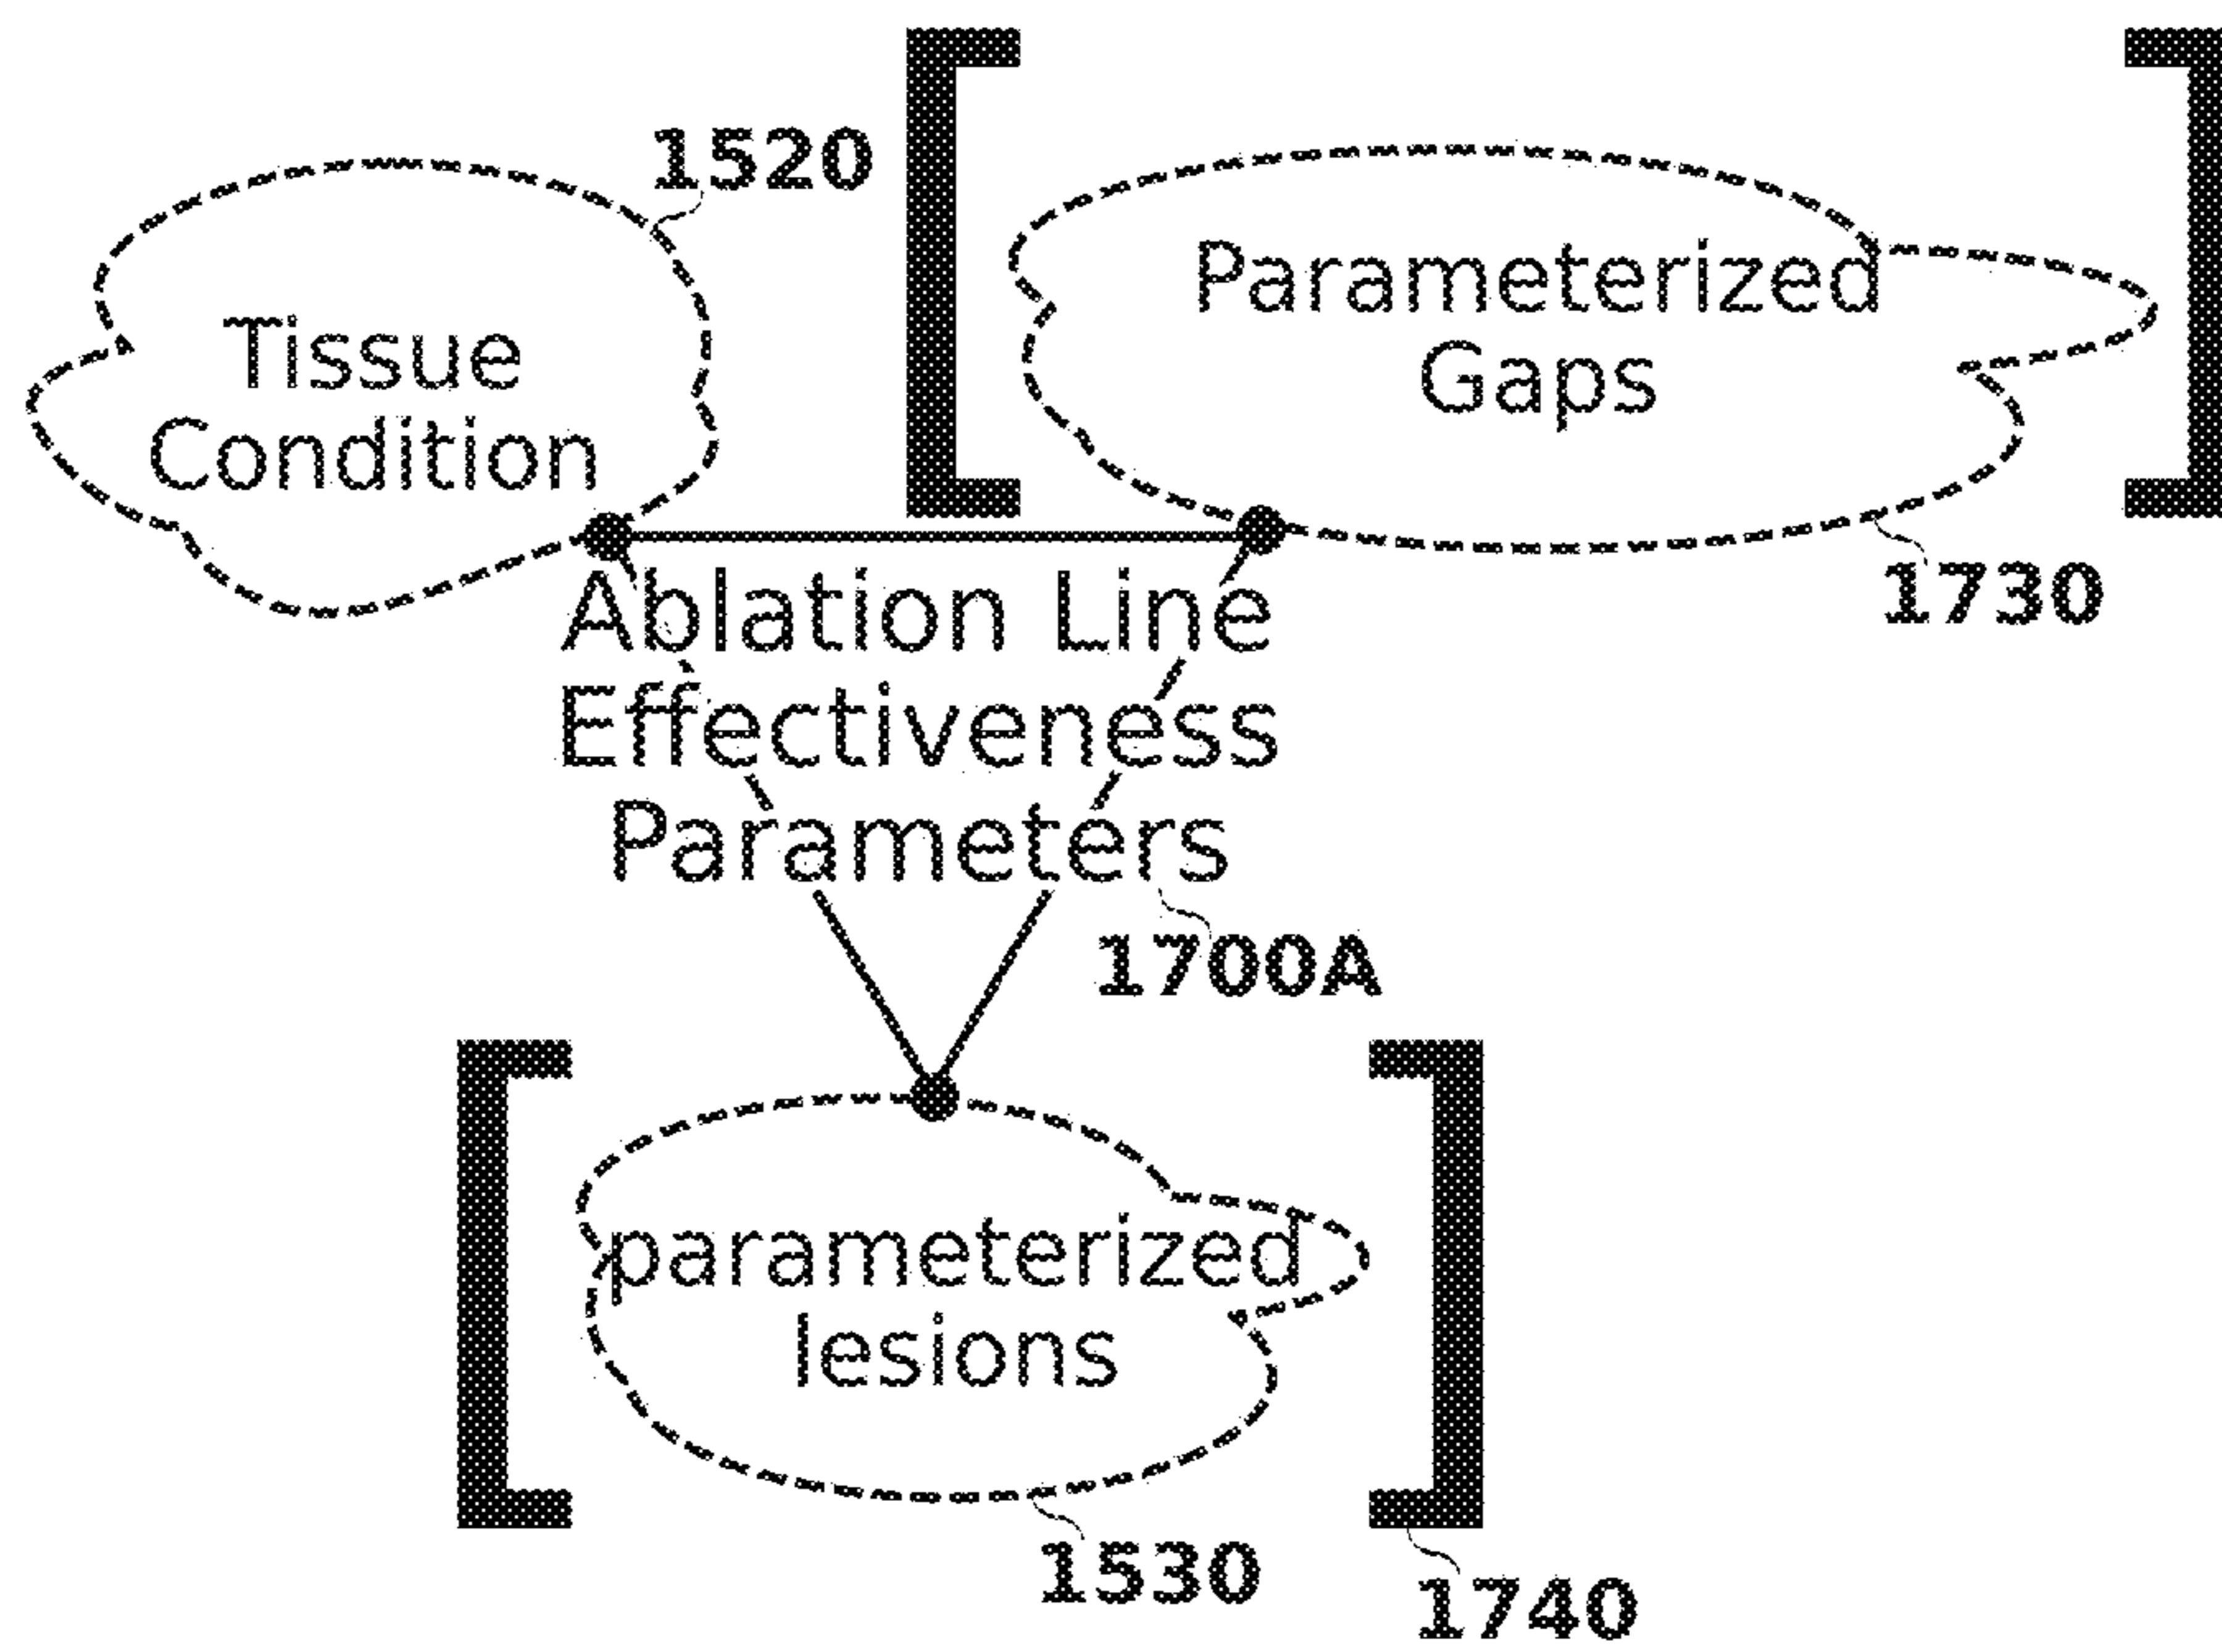 1520
Tissue
Condition
Parameterized
Gaps
1730
Ablation Line
Effectiveness
Parameters
1700A
parameterized
lesions
1530
1740